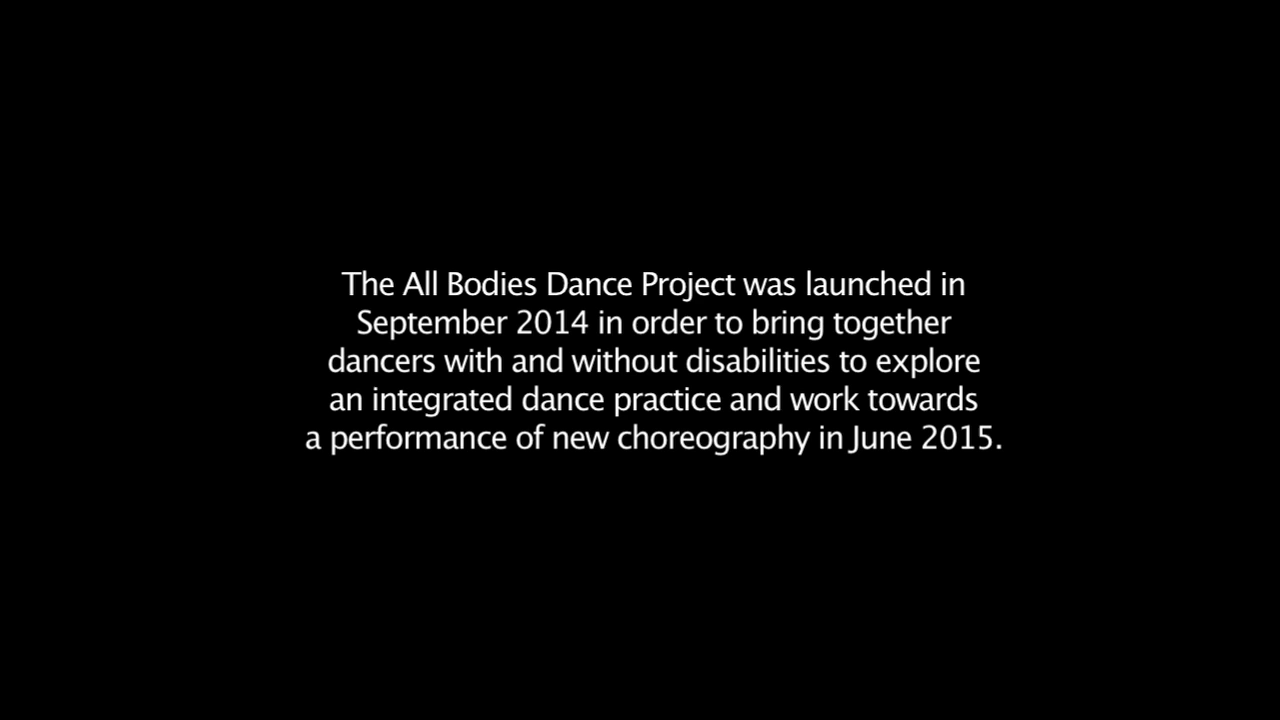 The All Bodies Dance Project was launched in
September 2014 in order to bring together
dancers with and without disabilities to explore
an integrated dance practice and work towards
a performance of new choreography in June 2015.